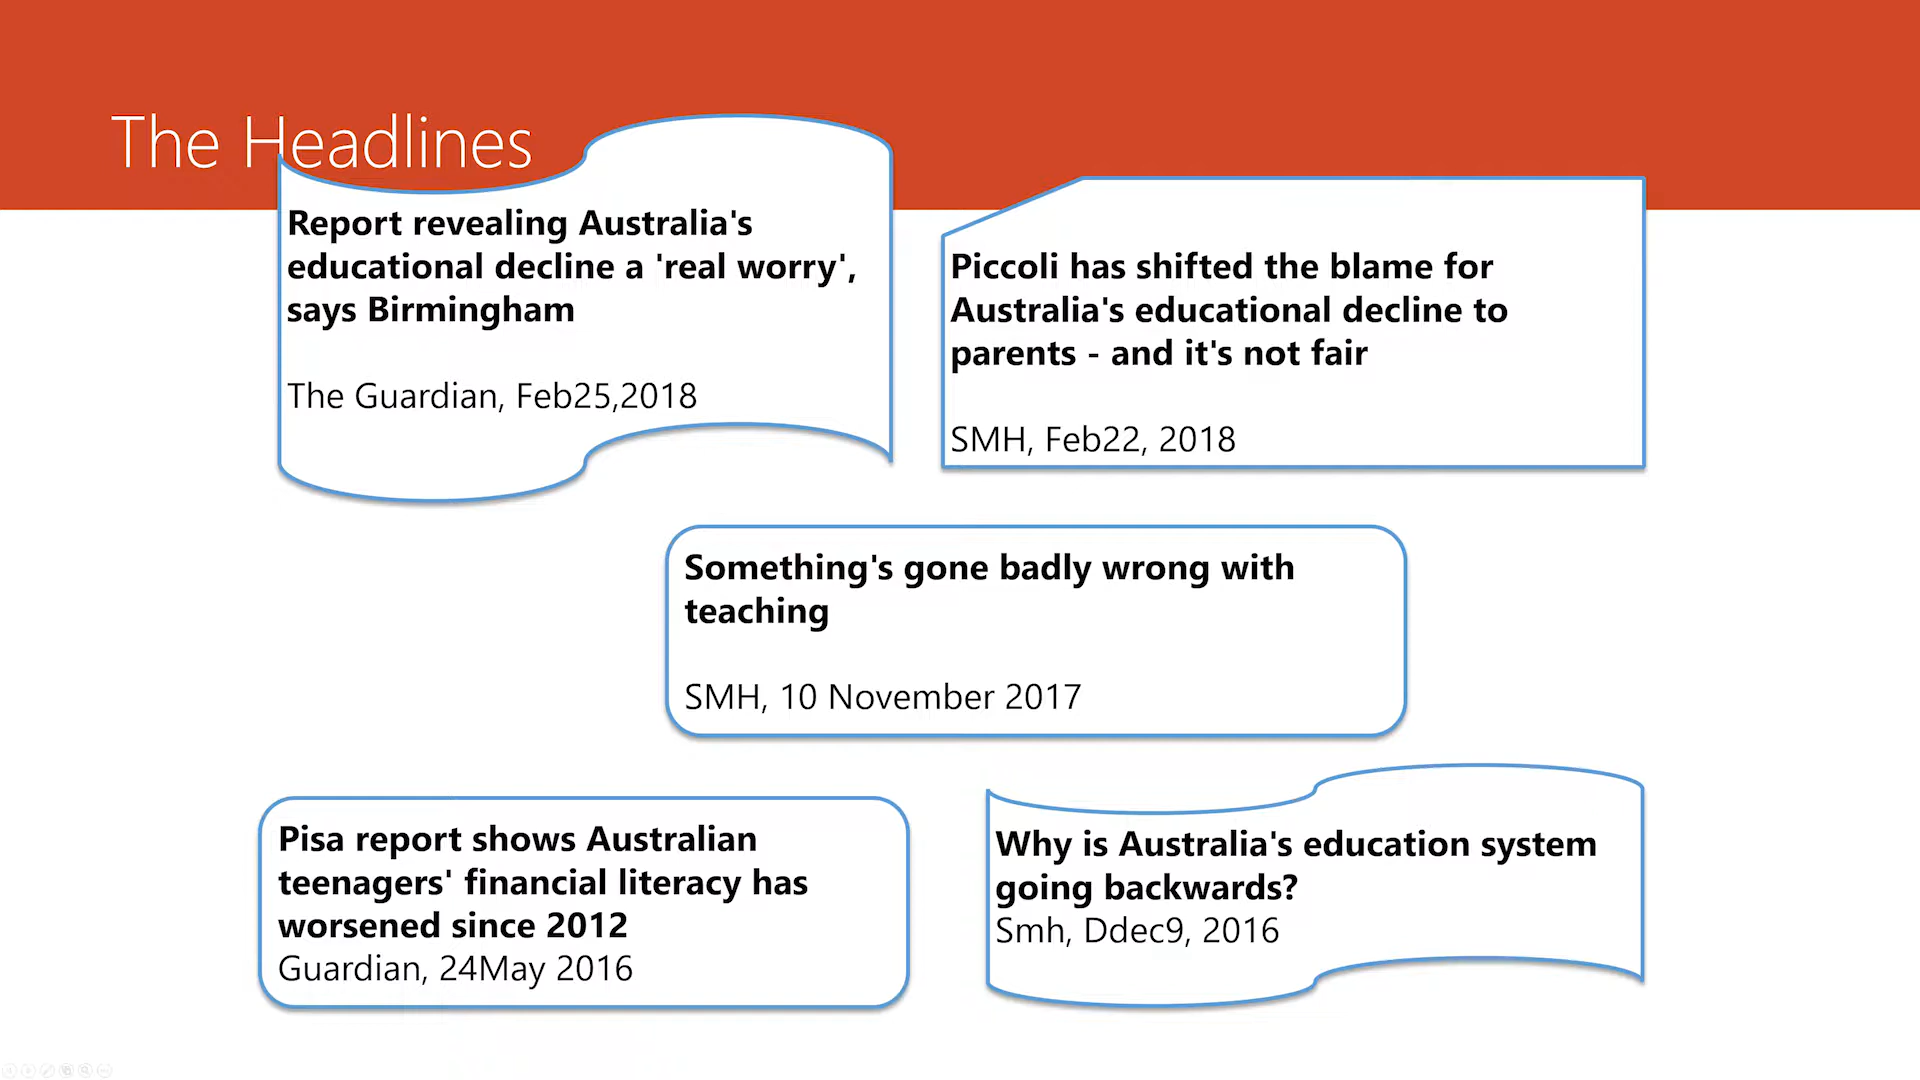 The Headlines
Report revealing Australia's
educational decline a 'real worry',
says Birmingham
The Guardian, Feb25,2018
Piccoli has shifted the blame for
Australia's educational decline to
parents - and it's not fair
SMH, Feb22, 2018
Something's gone badly wrong with
teaching
SMH, 10 November 2017
Pisa report shows Australian
teenagers' financial literacy has
worsened since 2012
Guardian, 24May 2016
Why is Australia's education system
going backwards?
Smh, Ddec9, 2016